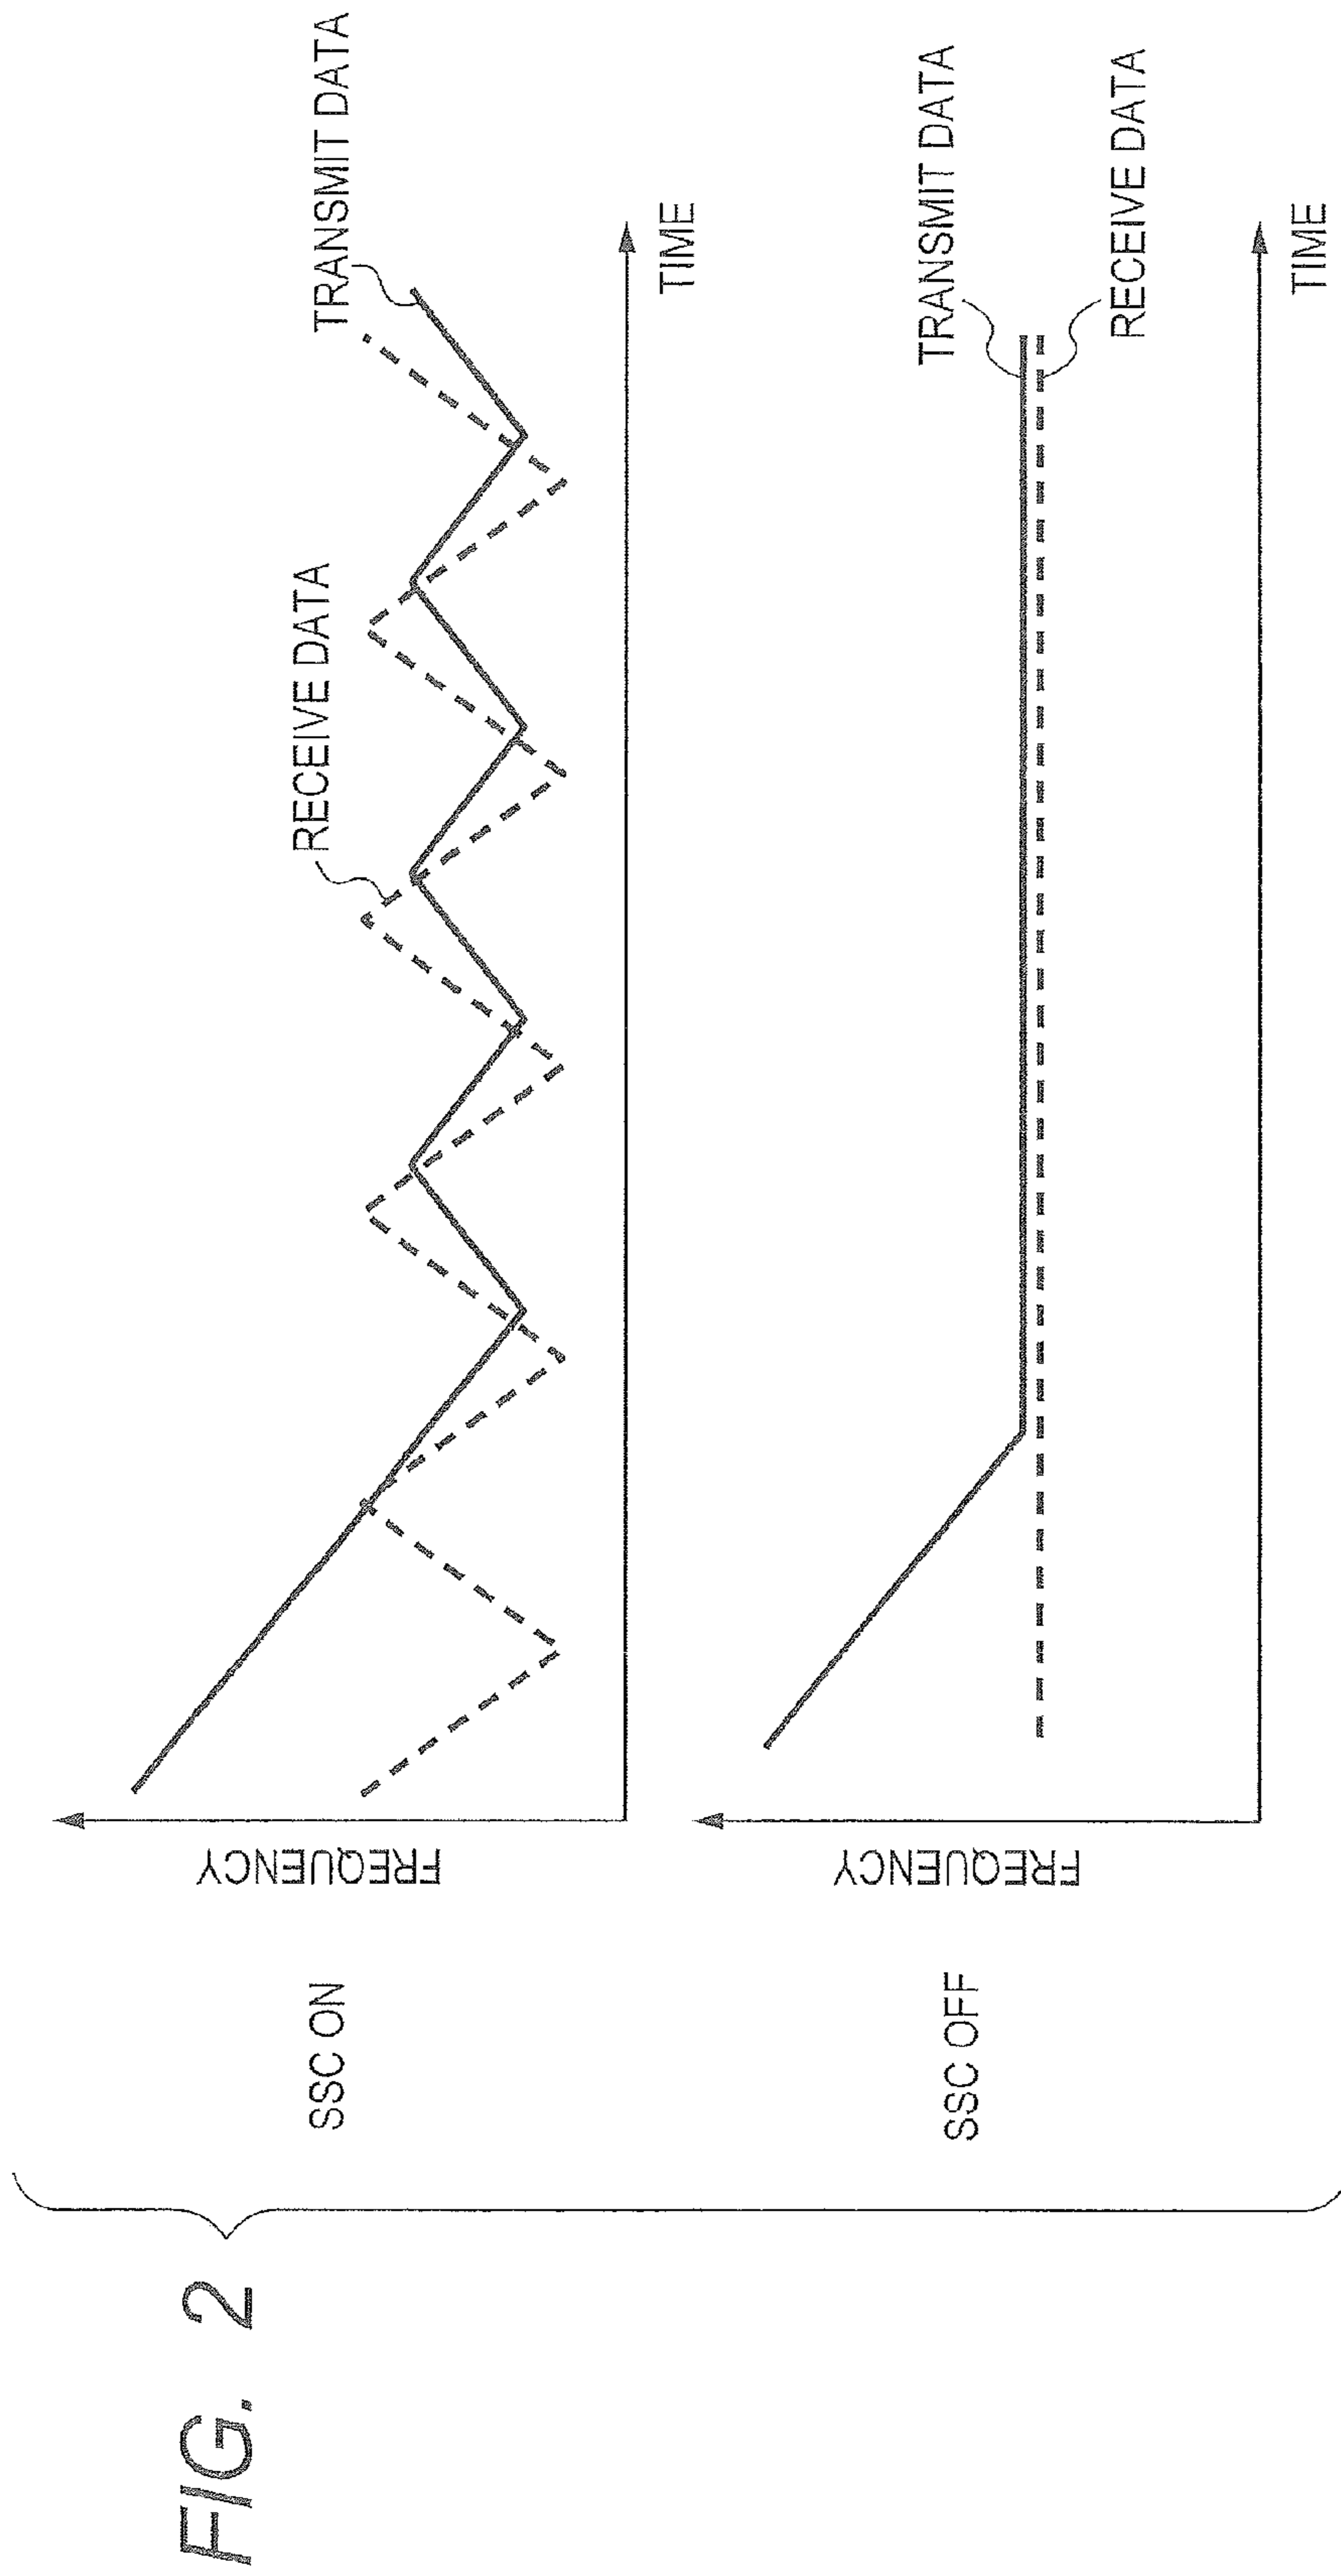 FIG. 2
SSC ON
FREQUENCY
RECEIVE DATA
TRANSMIT DATA
TIME
SSC OFF
FREQUENCY
TRANSMIT DATA
RECEIVE DATA
TIME